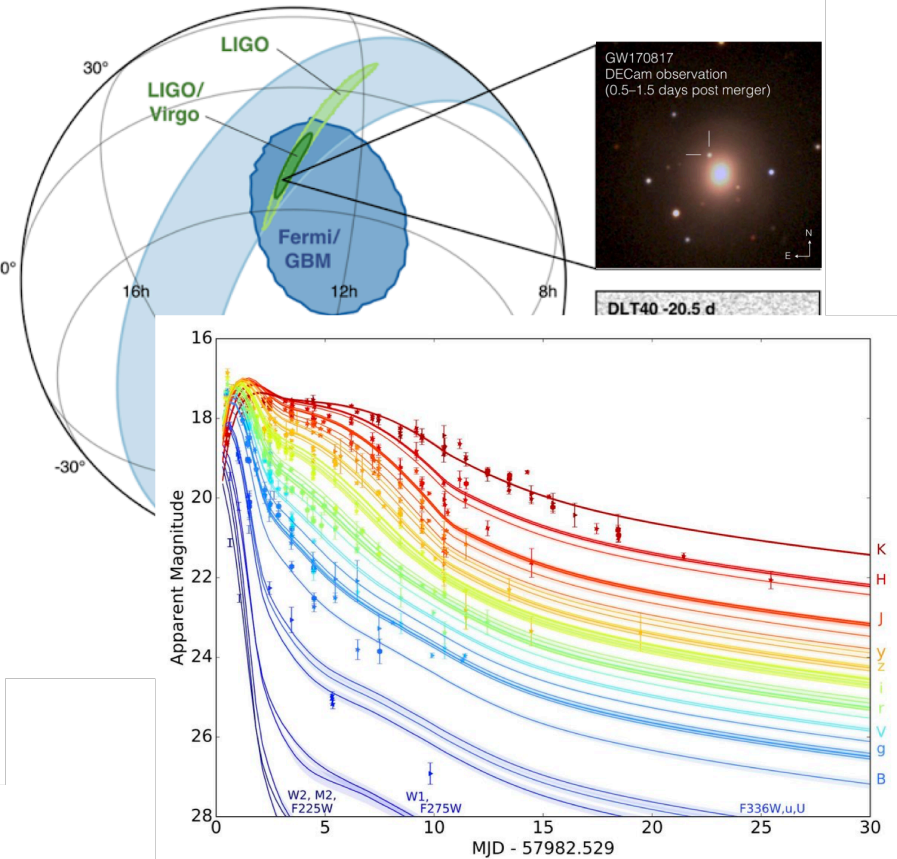 LIGO
30°
LIGO/
Virgo
GW170817
DECam observation
(0.5–1.5 days post merger)
N
E
Fermi/
GBM
0°
16h
12h
8h
DLT40 -20.5 d
-30°
16
18
20
22
24
26
28
Apparent Magnitude
K
H
J
y
z
i
r
V
g
B
W2, M2,
F225W
W1,
F275W
F336W,u,U
0
5
10
15
20
25
30
MJD - 57982.529